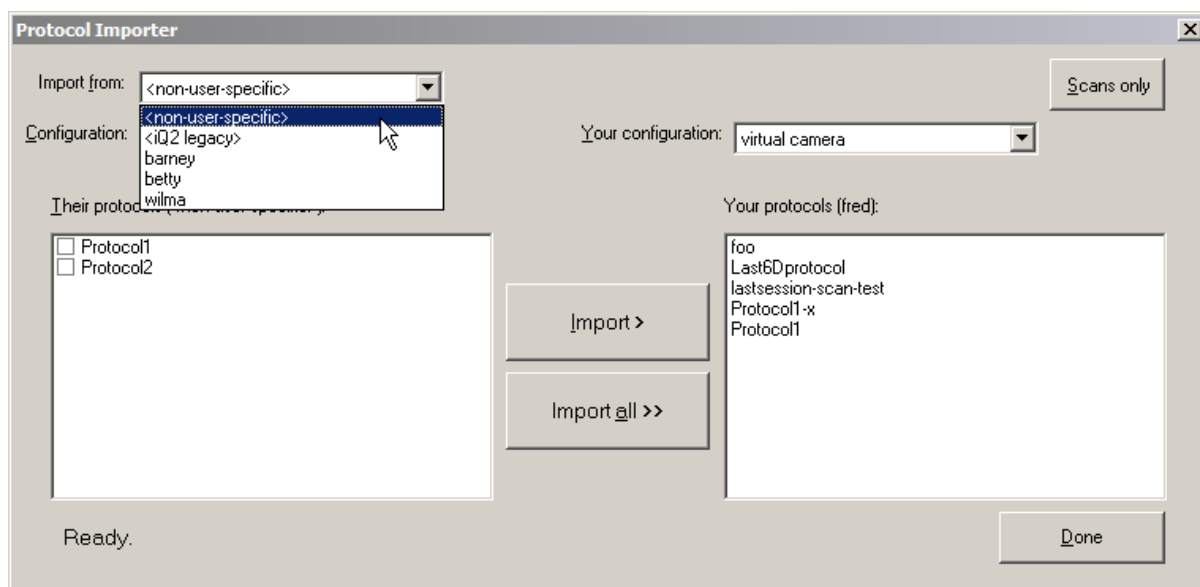 Protocol Importer
Import from:
<non-user-specific>
Scans only
<non-user-specific>
<iQ2 legacy>
barney
betty
wilma
Configuration:
Your configuration:
virtual camera
Their
Your protocols (fred):
Protocol1
Protocol2
foo
Last6Dprotocol
lastsession-scan-test
Protocol1-x
Protocol1
Import >
Import all >>
Ready.
Done